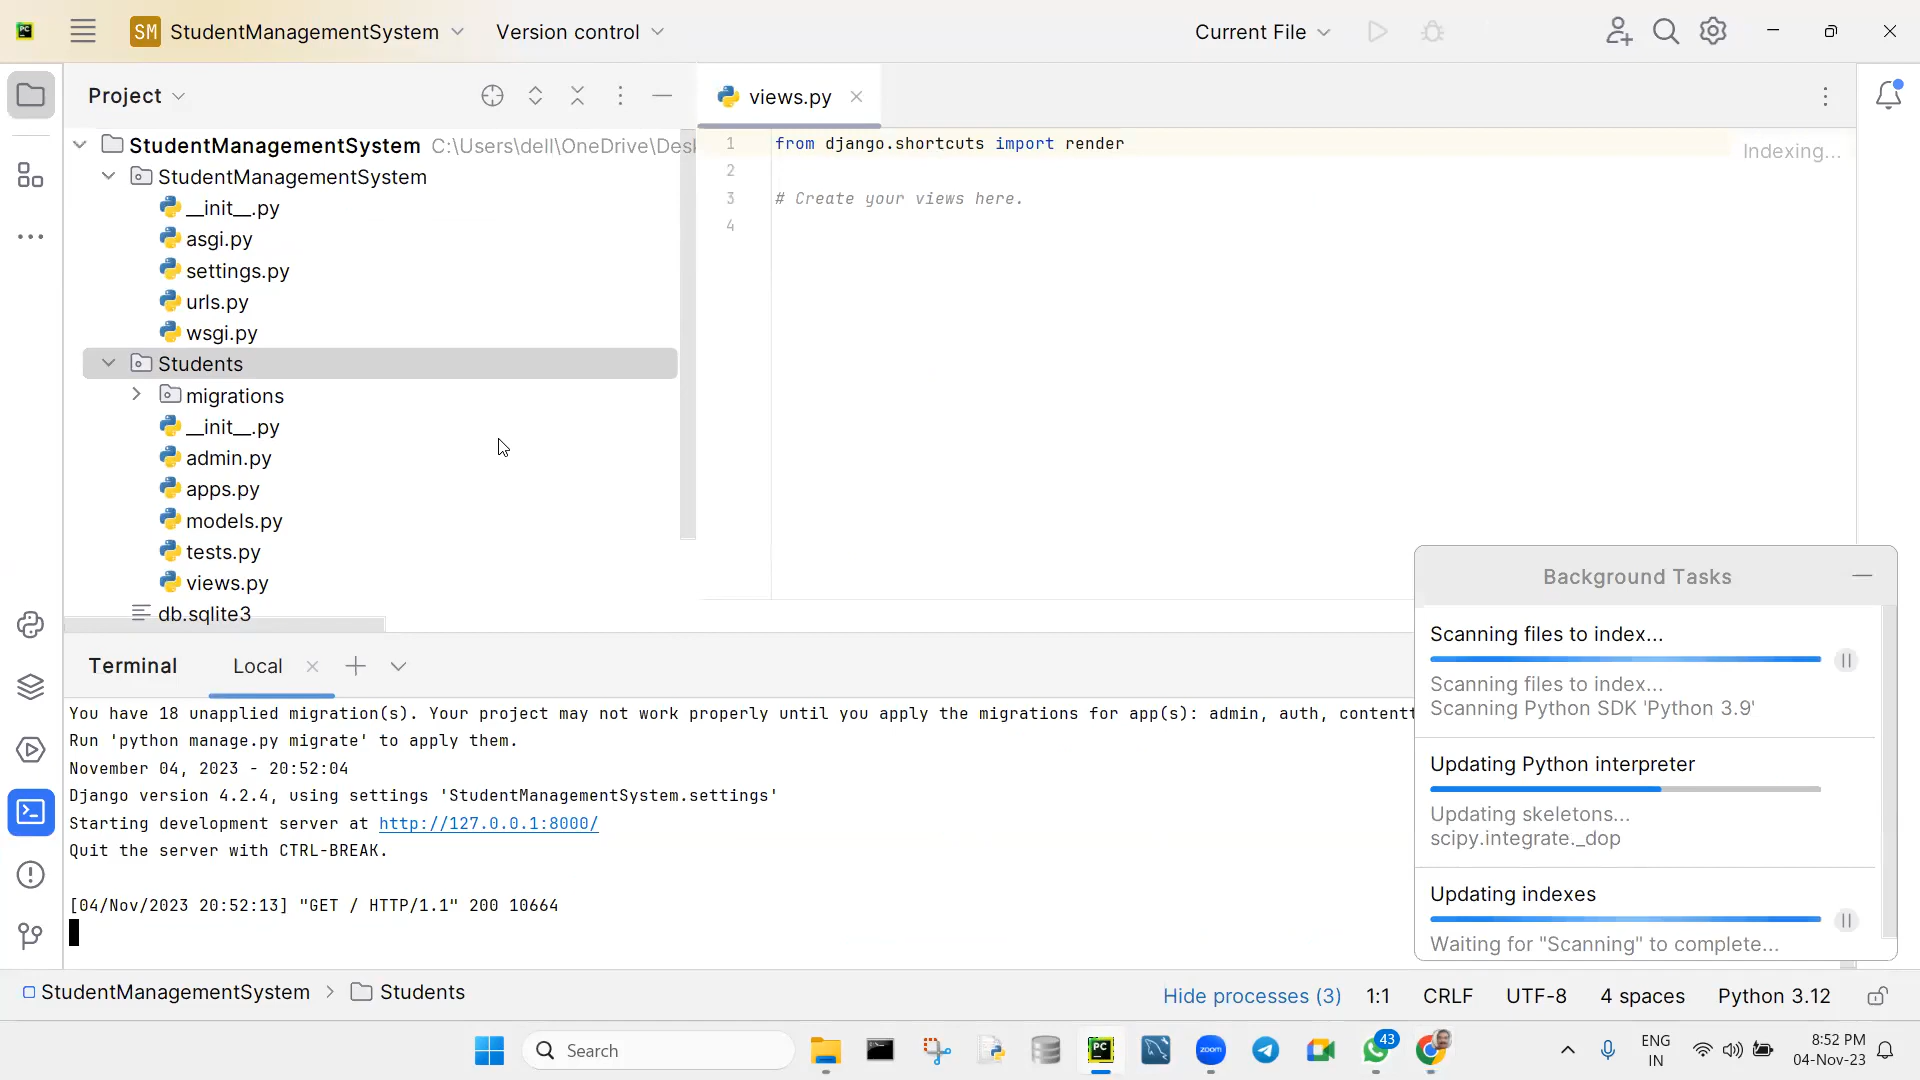 SM StudentManagementSystem Version control Current File
Project
views.py
StudentManagementSystem C:\Users\dell\OneDrive\Des
StudentManagementSystem
__init__.py
asgi.py
settings.py
urls.py
wsgi.py
Students
migrations
__init__.py
admin.py
apps.py
models.py
tests.py
views.py
db.sqlite3
1 from django.shortcuts import render
2
3 # Create your views here.
4
Indexing...
Background Tasks
Scanning files to index...
Scanning files to index...
Scanning Python SDK 'Python 3.9'
Updating Python interpreter
Updating skeletons...
scipy.integrate._dop
Updating indexes
Waiting for "Scanning" to complete...
Terminal Local
You have 18 unapplied migration(s). Your project may not work properly until you apply the migrations for app(s): admin, auth, contentt
Run 'python manage.py migrate' to apply them.
November 04, 2023 - 20:52:04
Django version 4.2.4, using settings 'StudentManagementSystem.settings'
Starting development server at http://127.0.0.1:8000/
Quit the server with CTRL-BREAK.
[04/Nov/2023 20:52:13] "GET / HTTP/1.1" 200 10664
StudentManagementSystem > Students
Hide processes (3) 1:1 CRLF UTF-8 4 spaces Python 3.12
Search
PC
zoom
43
ENG
IN
8:52 PM
04-Nov-23